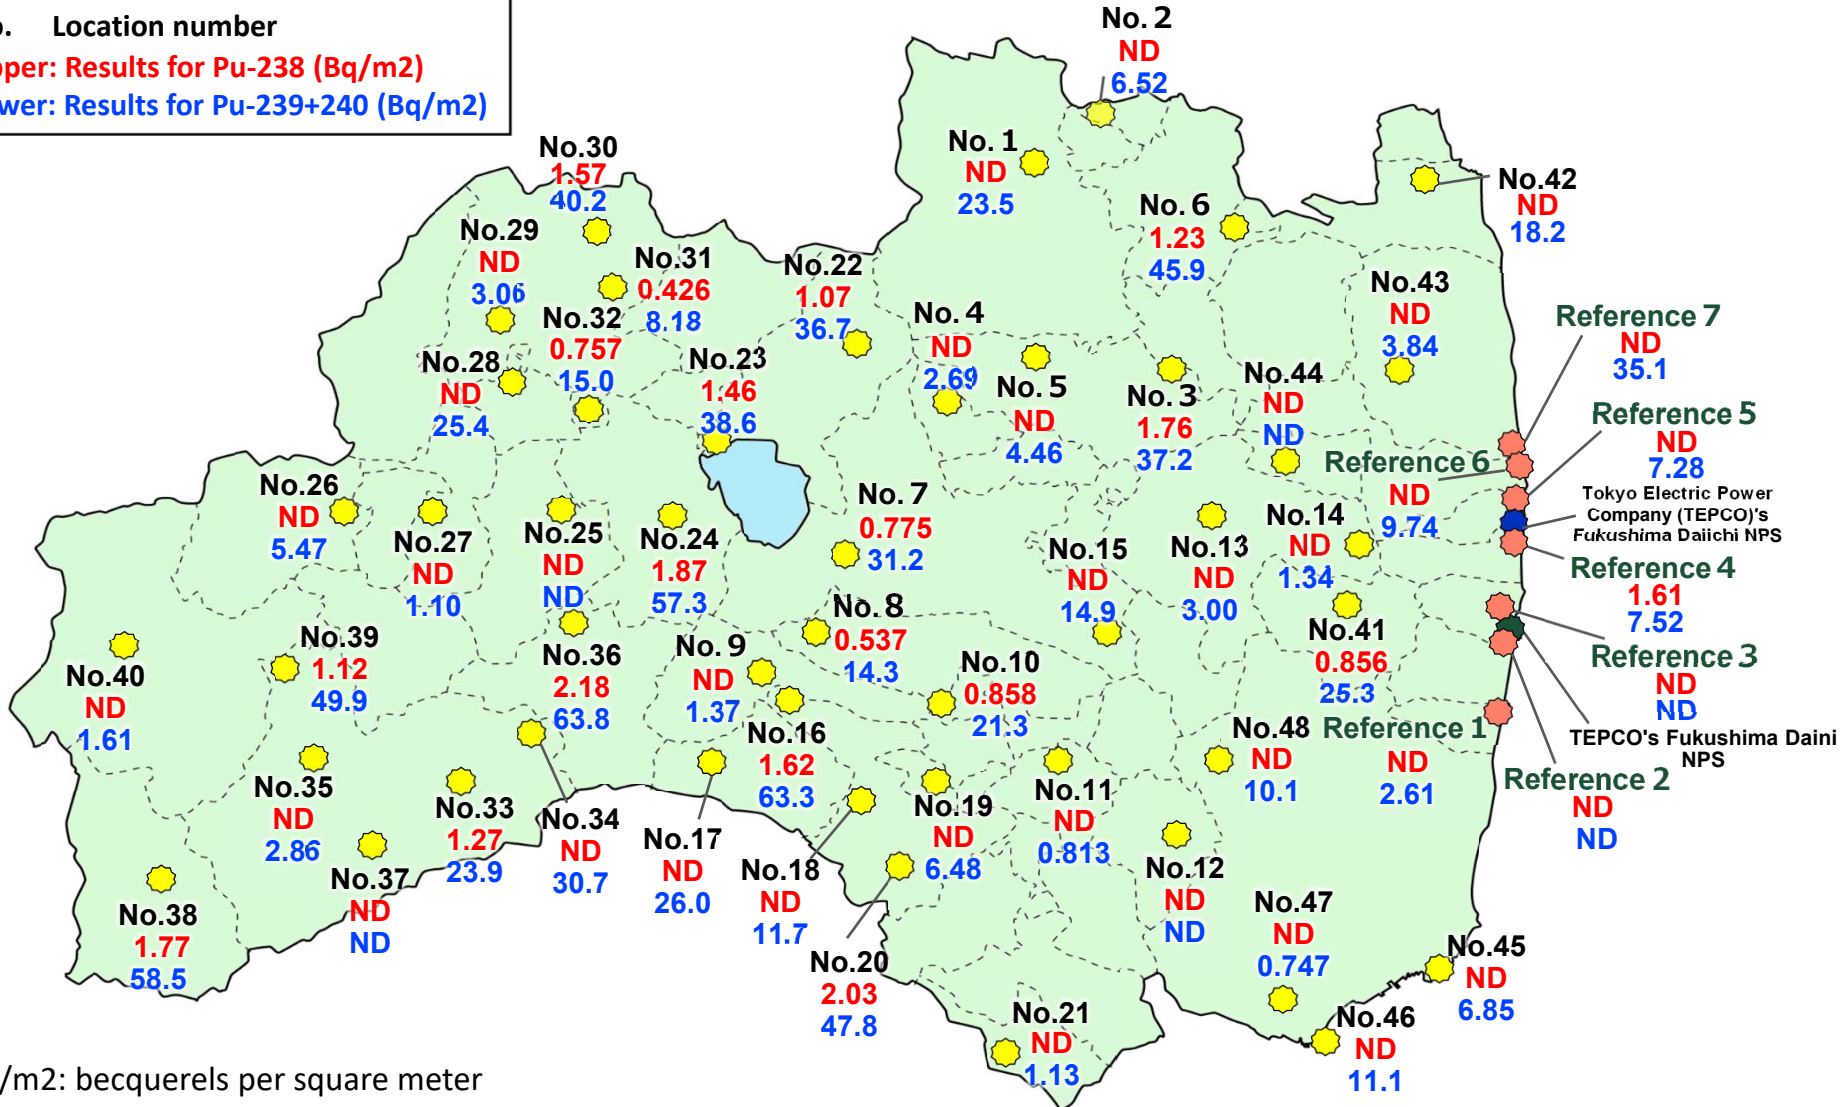 Location number
Results for Pu-238 (Bq/m2)
Results for Pu-239+240 (Bq/m2)
No. 2
ND
6.52
No. 1
ND
23.5
No.30
1.57
40.2
No.42
ND
18.2
No. 6
1.23
45.9
No.29
ND
3.06
No.31
0.426
8.18
No.22
1.07
36.7
No.43
ND
3.84
No.32
0.757
15.0
No. 4
ND
2.69
Reference 7
ND
35.1
No.28
ND
25.4
No.23
1.46
38.6
No. 5
ND
4.46
No. 3
1.76
37.2
No.44
ND
ND
Reference 5
ND
7.28
Reference 6
ND
9.74
Tokyo Electric Power
Company (TEPCO)'s
Fukushima Daiichi NPS
No.26
ND
5.47
No.27
ND
1.10
No.25
ND
ND
No.24
1.87
57.3
No. 7
0.775
31.2
No.15
ND
14.9
No.13
ND
3.00
No.14
ND
1.34
Reference 4
1.61
7.52
No. 8
0.537
14.3
No.41
0.856
25.3
Reference 3
ND
ND
No.40
ND
1.61
No.39
1.12
49.9
No.36
2.18
63.8
No. 9
ND
1.37
No.10
0.858
21.3
No.16
1.62
63.3
No.48
ND
10.1
Reference 1
ND
2.61
TEPCO's Fukushima Daini
NPS
Reference 2
ND
ND
No.35
ND
2.86
No.33
1.27
23.9
No.34
ND
30.7
No.17
ND
26.0
No.18
ND
11.7
No.19
ND
6.48
No.11
ND
0.813
No.12
ND
ND
No.37
ND
ND
No.38
1.77
58.5
No.47
ND
0.747
No.45
ND
6.85
No.20
2.03
47.8
No.21
ND
1.13
No.46
ND
11.1
/m2: becquerels per square meter